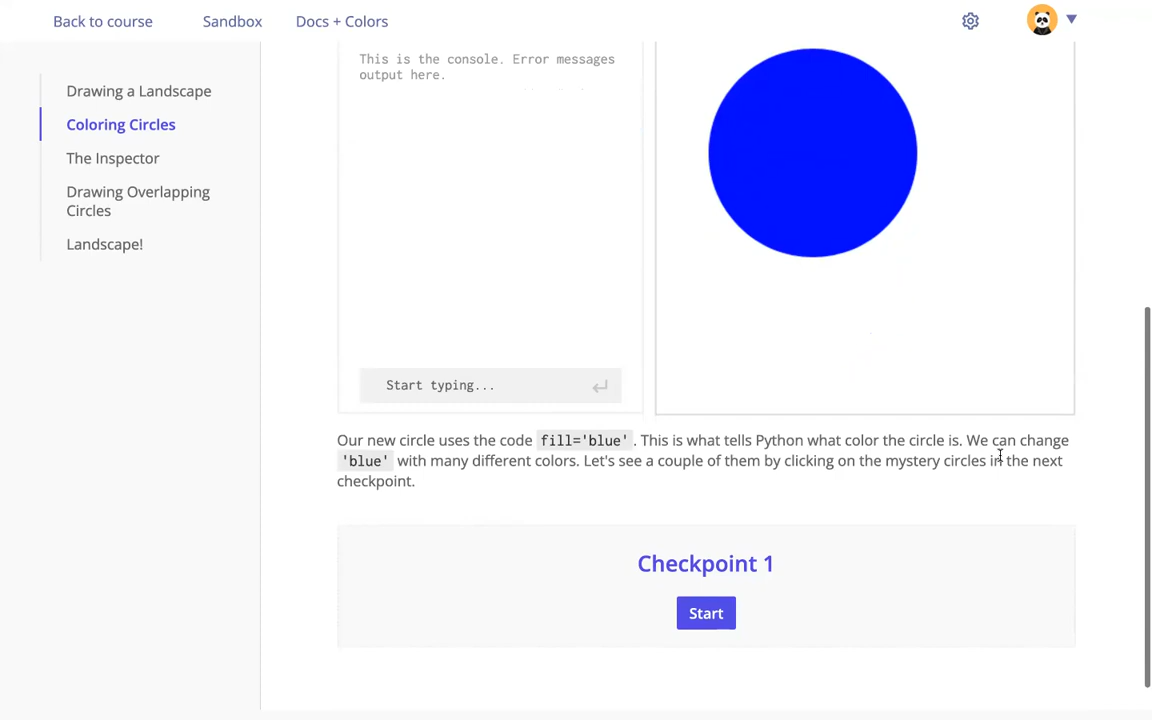 Back to course Sandbox Docs + Colors
Drawing a Landscape
Coloring Circles
The Inspector
Drawing Overlapping
Circles
Landscape!
This is the console. Error messages
output here.
Start typing...
Our new circle uses the code fill='blue'. This is what tells Python what color the circle is. We can change
'blue' with many different colors. Let's see a couple of them by clicking on the mystery circles in the next
checkpoint.
Checkpoint 1
Start